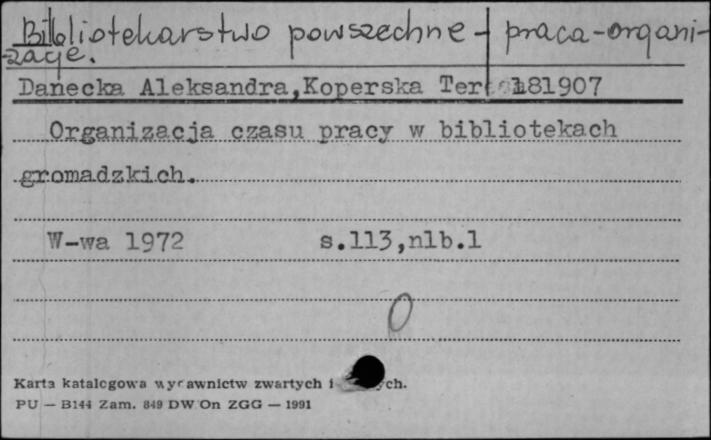 Bibliotekarstwo powszechne - praca-organi-
-zacje.
Danecka Aleksandra,Koperska 181907
Organizacja czasu pracy w bibliotekach
gromadzkich.
W-wa 1972 s.113,nlb.1
0
Karta katalogowa wydawnictw zwartych i
PU — B144 Zam. 849 DW On ZGG — 1991